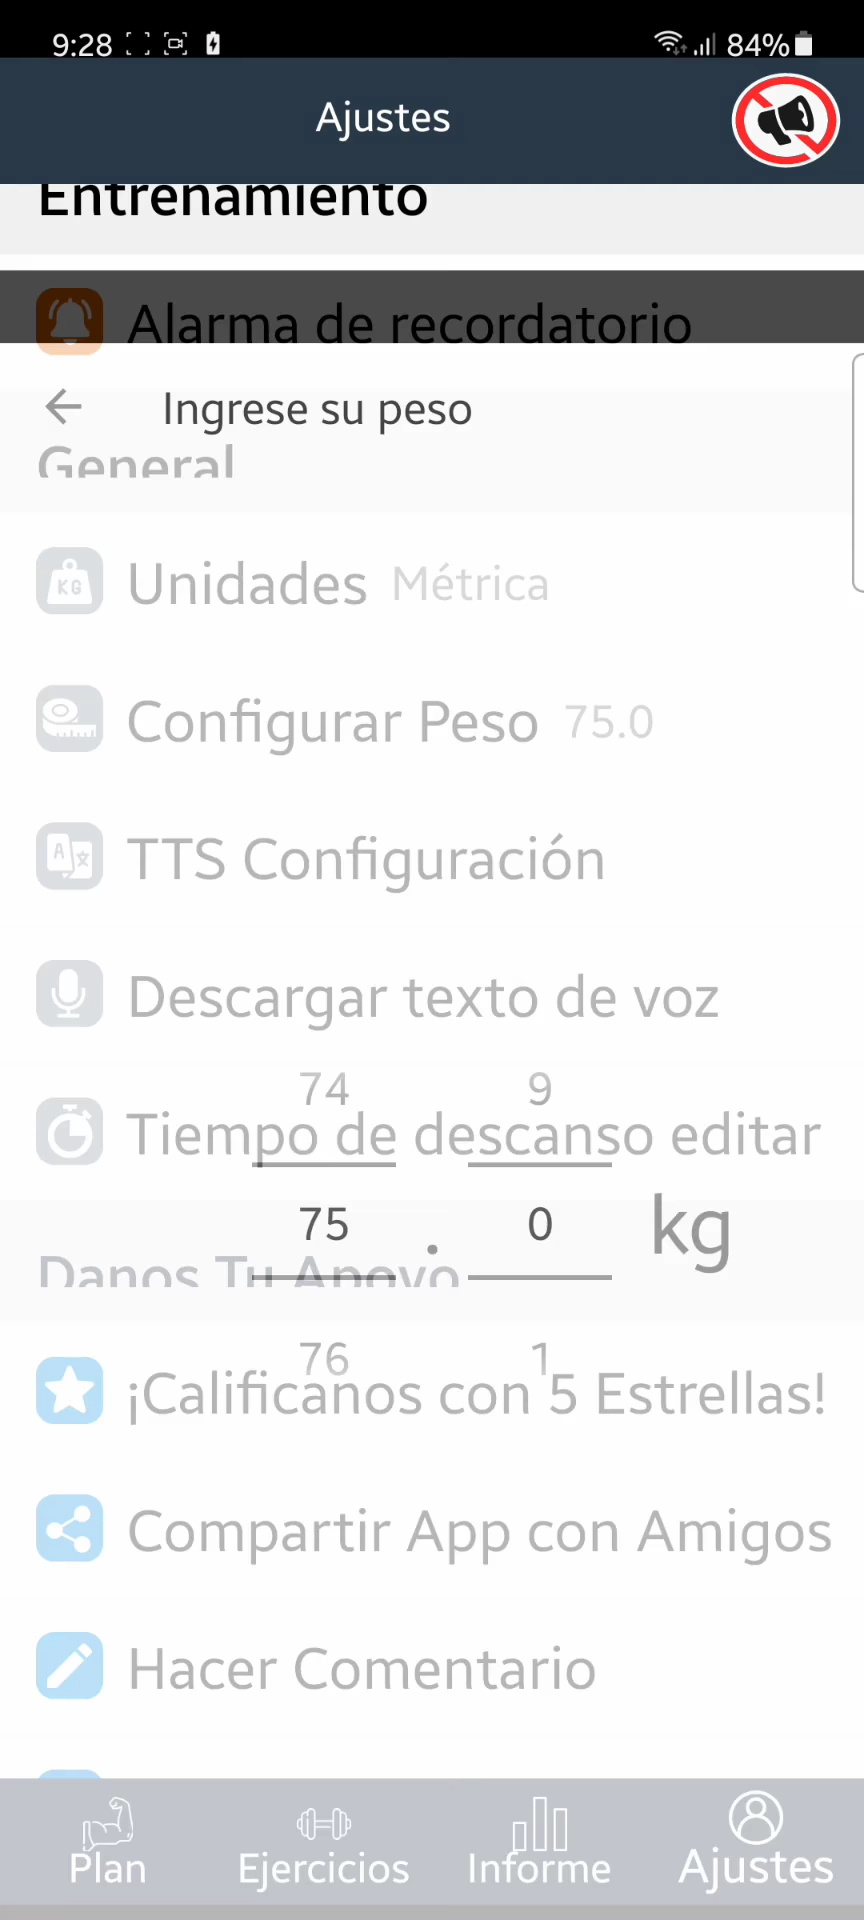 9:28
84%
Ajustes
Entrenamiento
Alarma de recordatorio
Ingrese su peso
General
KG
Unidades Métrica
Configurar Peso 75.0
A
TTS Configuración
Descargar texto de voz
74 9
Tiempo de descanso editar
75 . 0 kg
Danos Tu Apoyo
76 1
¡Calificanos con 5 Estrellas!
Compartir App con Amigos
Hacer Comentario
Plan Ejercicios Informe Ajustes